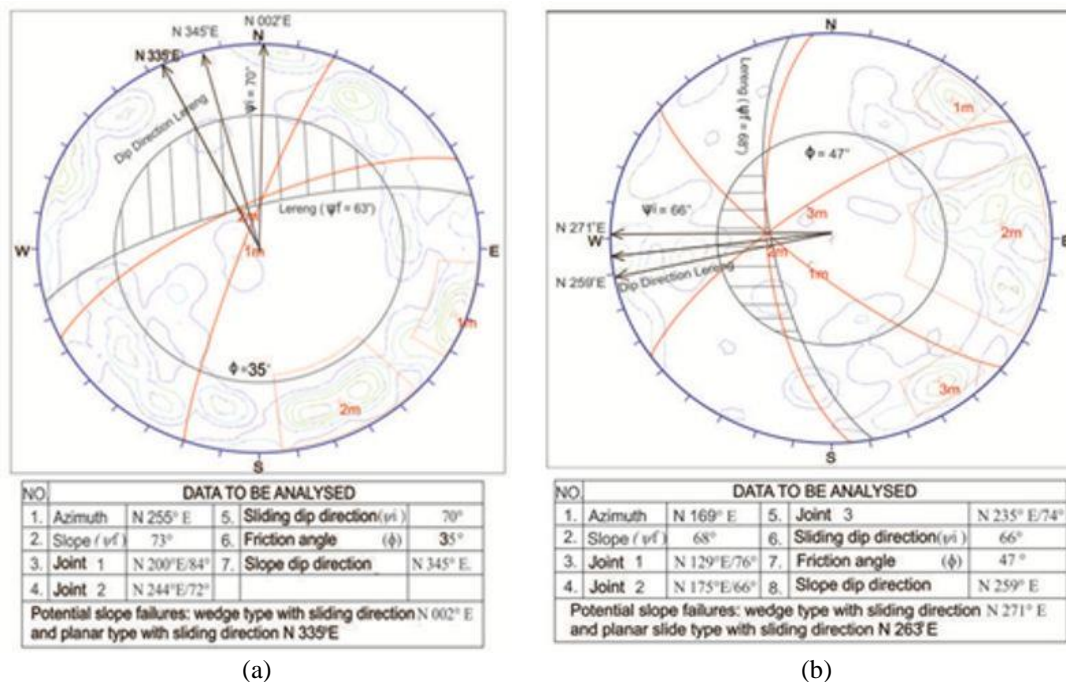 N 002°E
N
N 345°E
N 335°E
Dip Direction Lereng
ψi = 70°
Lereng ( ψf = 63°)
2m
1m
W
E
1m
Φ = 35°
2m
S
NO. DATA TO BE ANALYSED
1. Azimuth N 255° E 5. Sliding dip direction(ψi ) 70°
2. Slope ( ψf ) 73° 6. Friction angle (ϕ) 35°
3. Joint 1 N 200°E/84° 7. Slope dip direction N 345° E.
4. Joint 2 N 244°E/72°
Potential slope failures: wedge type with sliding direction N 002° E
and planar type with sliding direction N 335°E
(a)
N
Lereng ( ψf = 68°)
1m
Φ = 47°
ψi = 66°
3m
2m
N 271°E
W
E
2m
1m
N 259°E
Dip Direction Lereng
3m
S
NO. DATA TO BE ANALYSED
1. Azimuth N 169° E 5. Joint 3 N 235° E/74°
2. Slope ( ψf ) 68° 6. Sliding dip direction(ψi ) 66°
3. Joint 1 N 129°E/76° 7. Friction angle (ϕ) 47 °
4. Joint 2 N 175°E/66° 8. Slope dip direction N 259° E
Potential slope failures: wedge type with sliding direction N 271° E
and planar slide type with sliding direction N 263°E
(b)